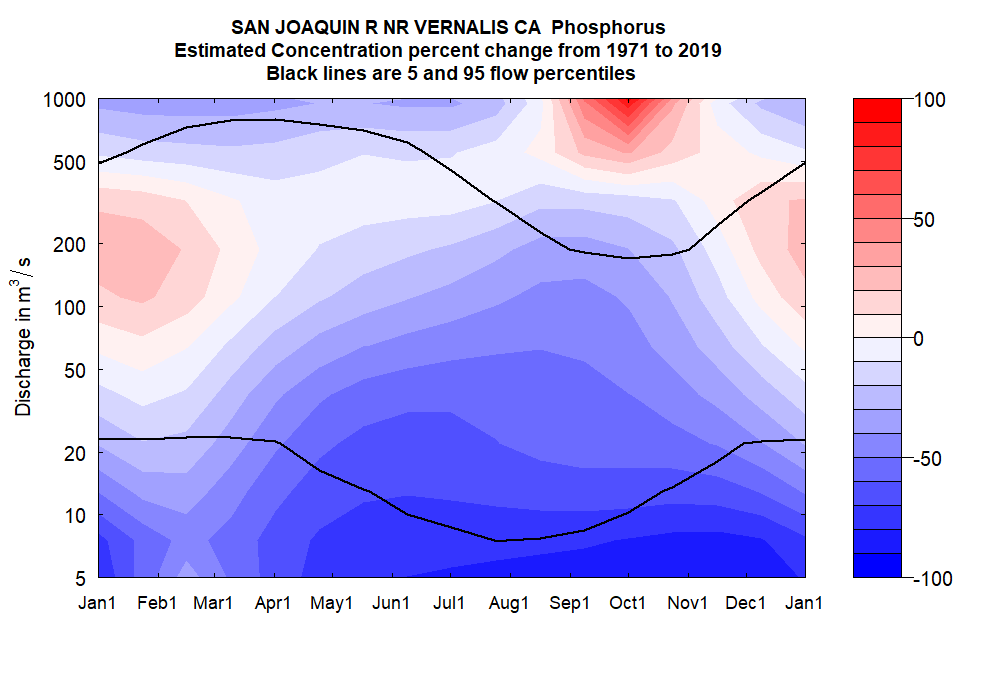 SAN JOAQUIN R NR VERNALIS CA  Phosphorus
Estimated Concentration percent change from 1971 to 2019
Black lines are 5 and 95 flow percentiles
Discharge in m³ / s
1000
500
200
100
50
20
10
5
Jan1 Feb1 Mar1 Apr1 May1 Jun1 Jul1 Aug1 Sep1 Oct1 Nov1 Dec1 Jan1
100
50
0
-50
-100